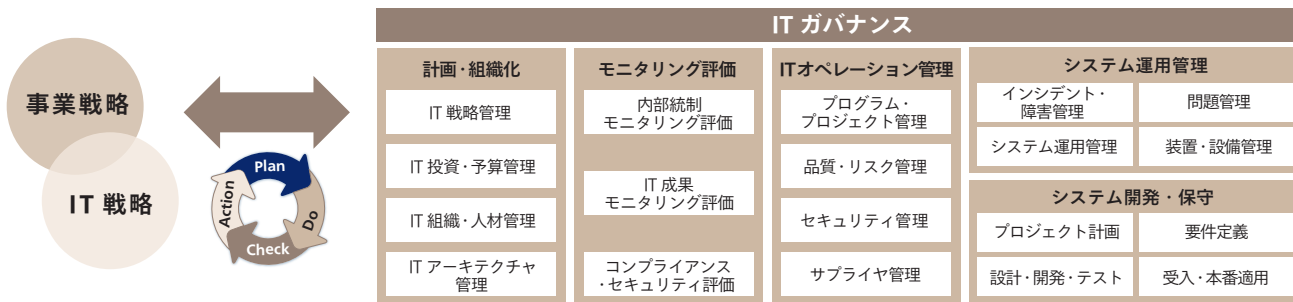 事業戦略
IT 戦略
Plan
Do
Check
Action
IT ガバナンス
計画・組織化
IT 戦略管理
IT 投資・予算管理
IT 組織・人材管理
IT アーキテクチャ
管理
モニタリング評価
内部統制
モニタリング評価
IT 成果
モニタリング評価
コンプライアンス
・セキュリティ評価
ITオペレーション管理
プログラム・
プロジェクト管理
品質・リスク管理
セキュリティ管理
サプライヤ管理
システム運用管理
インシデント・
障害管理
問題管理
システム運用管理
装置・設備管理
システム開発・保守
プロジェクト計画
要件定義
設計・開発・テスト
受入・本番適用